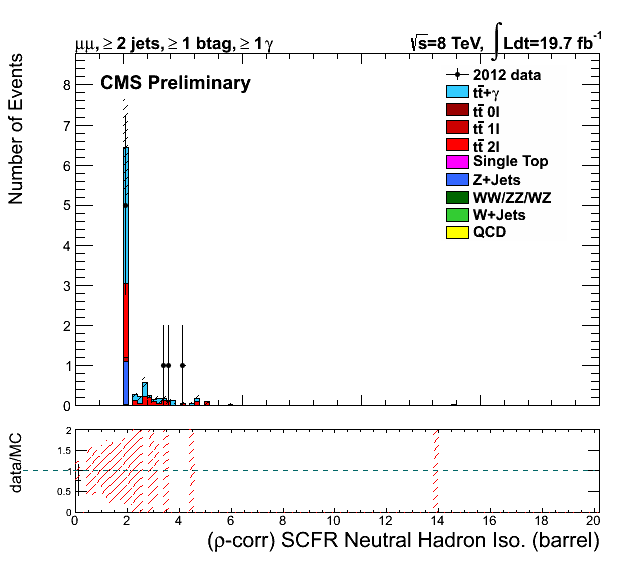 μμ, ≥ 2 jets, ≥ 1 btag, ≥ 1 γ
√s=8 TeV, ∫ Ldt=19.7 fb⁻¹
CMS Preliminary
Number of Events
8
7
6
5
4
3
2
1
0
2012 data
tt̄+γ
tt̄ 0l
tt̄ 1l
tt̄ 2l
Single Top
Z+Jets
WW/ZZ/WZ
W+Jets
QCD
data/MC
2
1.5
1
0.5
0
0 2 4 6 8 10 12 14 16 18 20
(ρ-corr) SCFR Neutral Hadron Iso. (barrel)